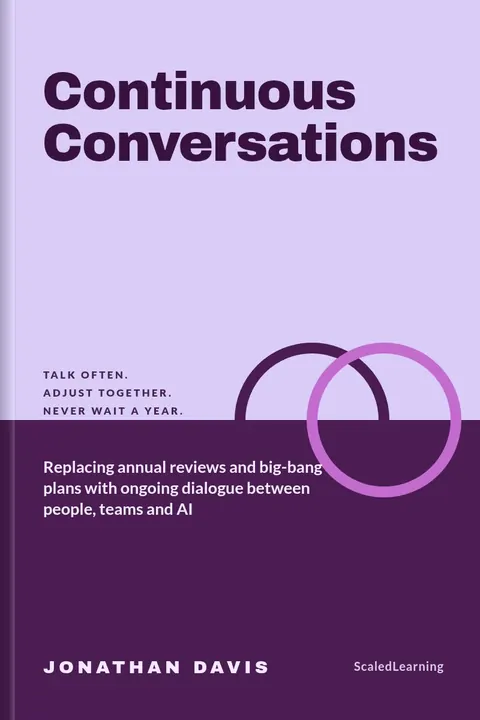 Continuous
Conversations
TALK OFTEN.
ADJUST TOGETHER.
NEVER WAIT A YEAR.
Replacing annual reviews and big-bang
plans with ongoing dialogue between
people, teams and AI
JONATHAN DAVIS
ScaledLearning